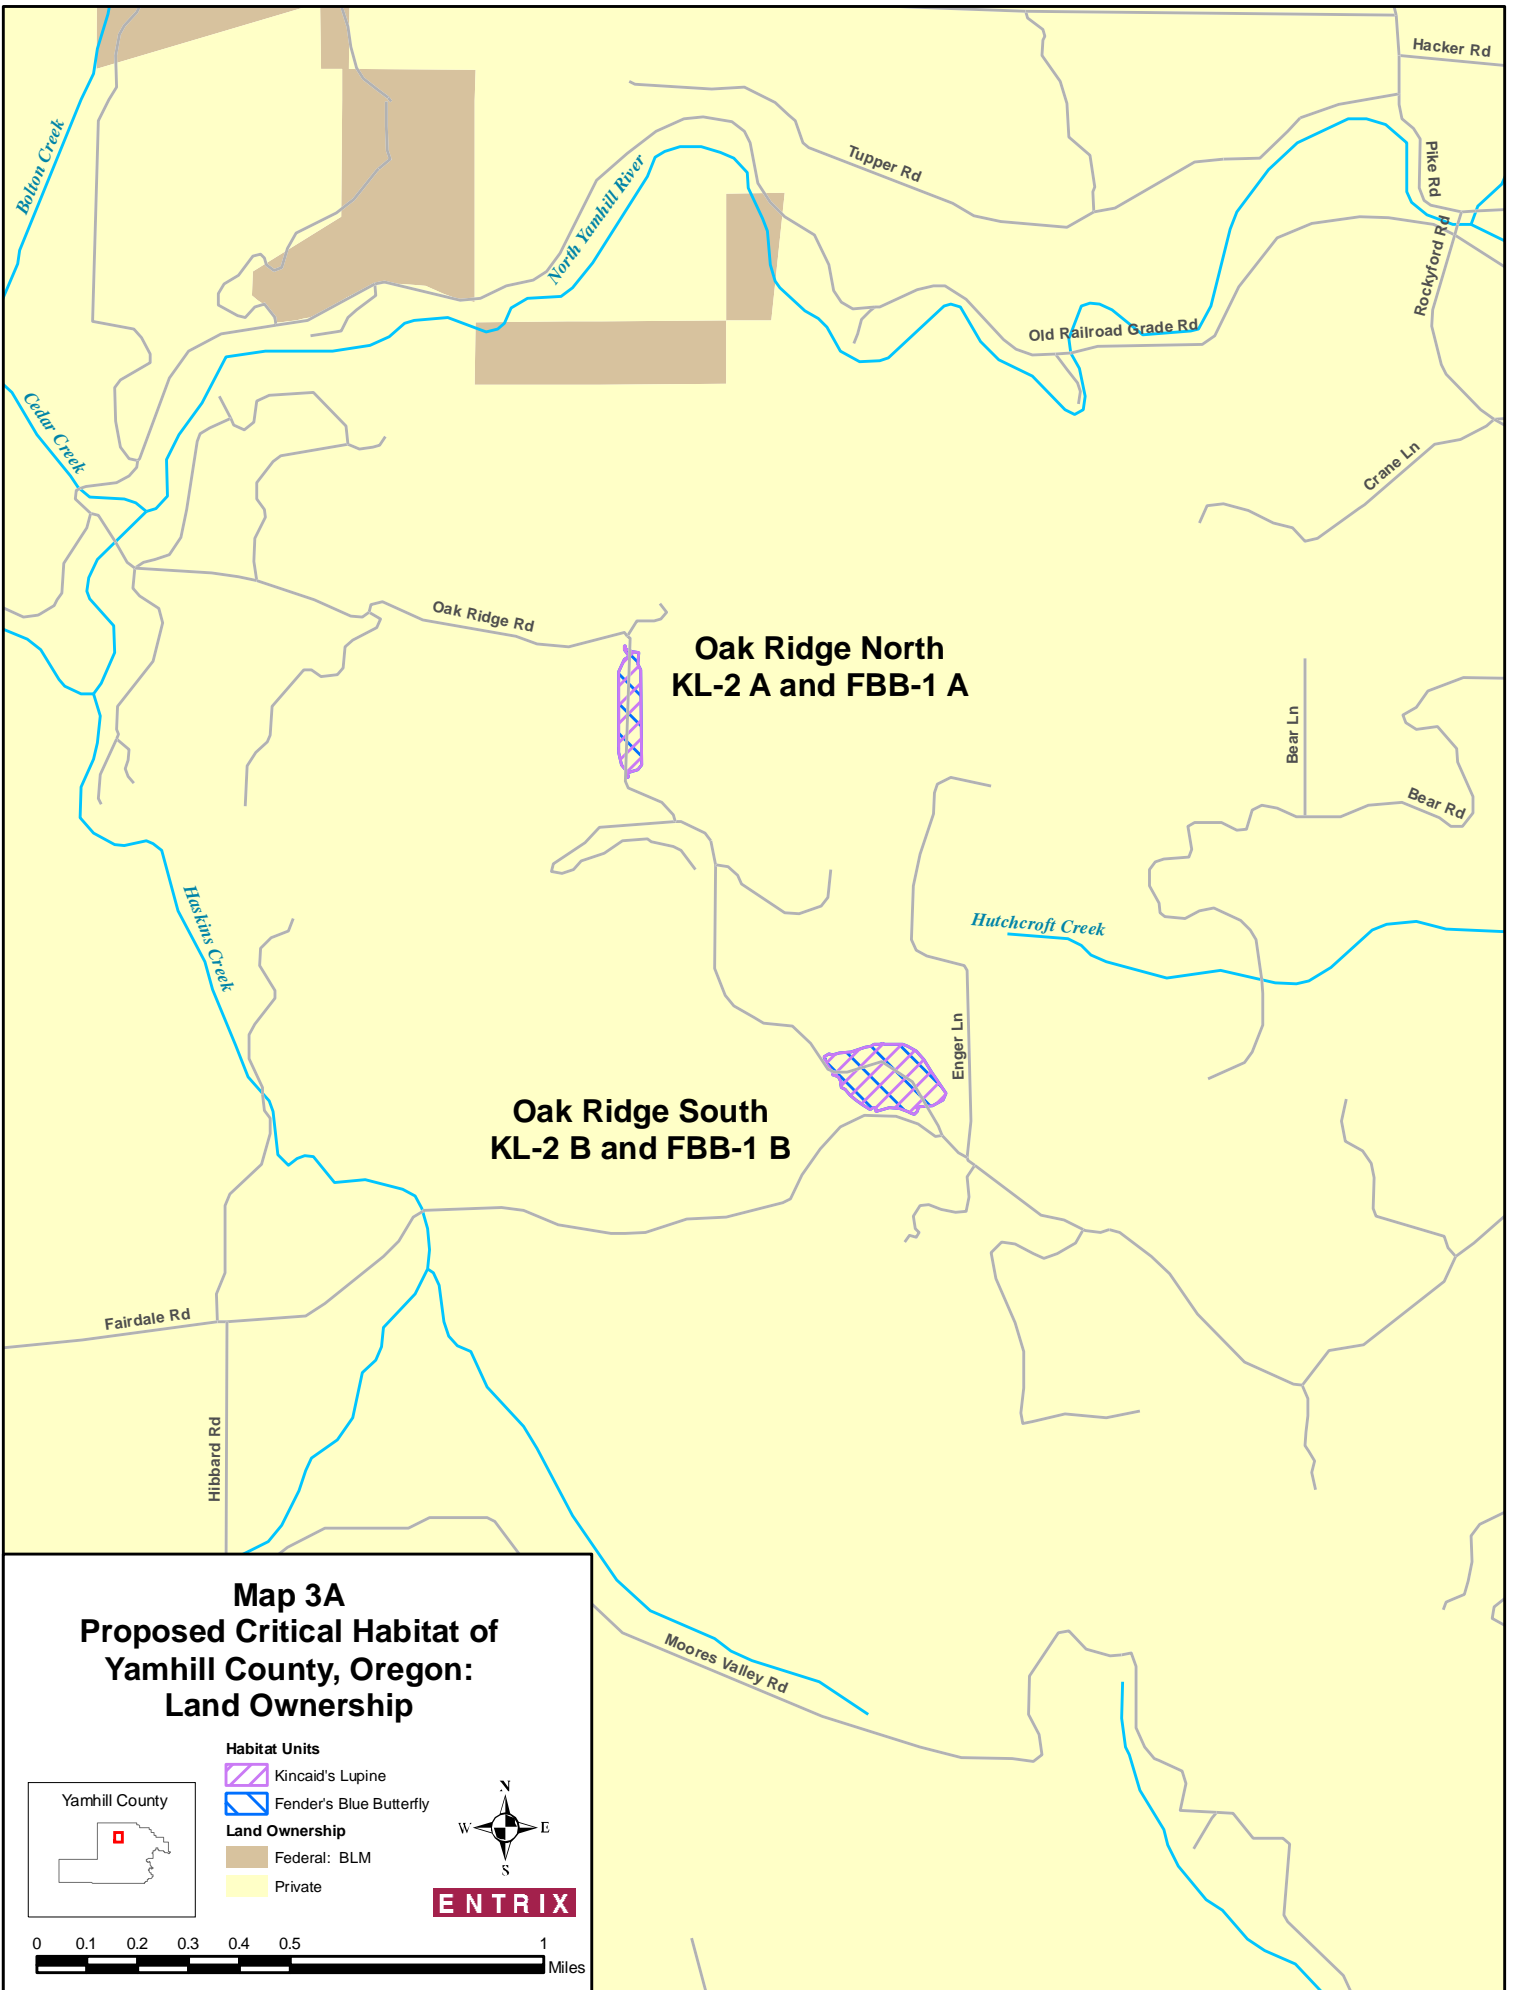 Hacker Rd
Bolton Creek
Tupper Rd
Pike Rd
North Yamhill River
Rockyford Rd
Old Railroad Grade Rd
Cedar Creek
Crane Ln
Oak Ridge Rd
Oak Ridge North
KL-2 A and FBB-1 A
Bear Ln
Bear Rd
Haskins Creek
Hutchcroft Creek
Enger Ln
Oak Ridge South
KL-2 B and FBB-1 B
Fairdale Rd
Hibbard Rd
Moores Valley Rd
Map 3A
Proposed Critical Habitat of
Yamhill County, Oregon:
Land Ownership
Habitat Units
Kincaid's Lupine
Fender's Blue Butterfly
Land Ownership
Federal: BLM
Private
Yamhill County
N
W E
S
ENTRIX
0 0.1 0.2 0.3 0.4 0.5 1
Miles